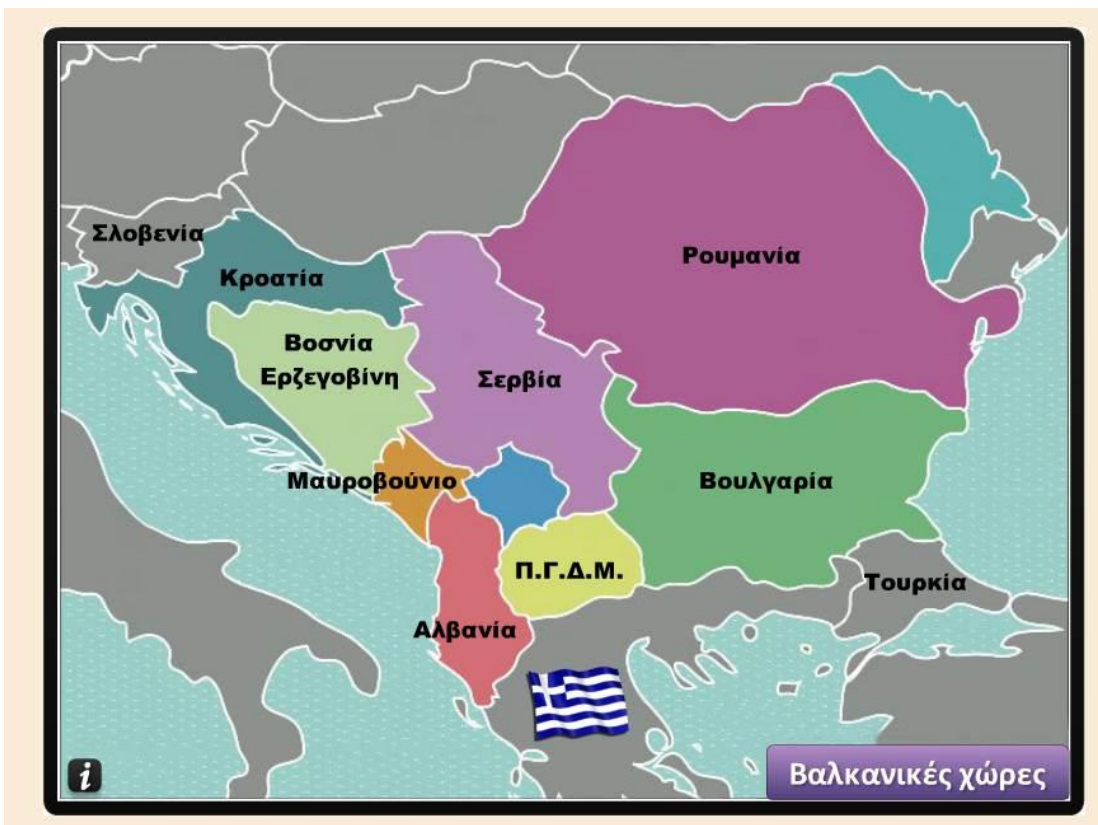 Σλοβενία
Κροατία
Ρουμανία
Βοσνία
Ερζεγοβίνη
Σερβία
Μαυροβούνιο
Βουλγαρία
Π.Γ.Δ.Μ.
Τουρκία
Αλβανία
i
Βαλκανικές χώρες